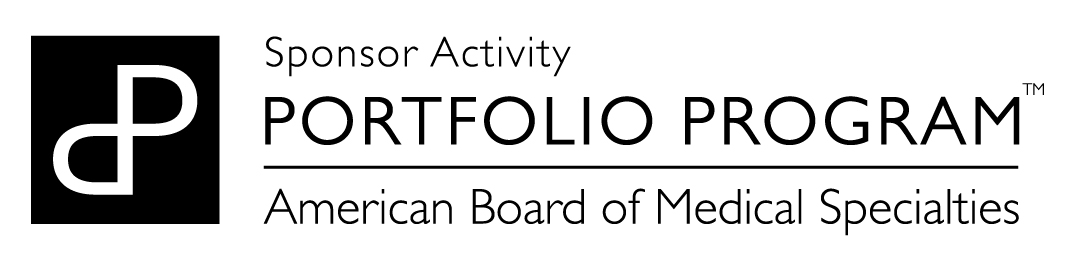 Sponsor Activity
PORTFOLIO PROGRAM™
American Board of Medical Specialties